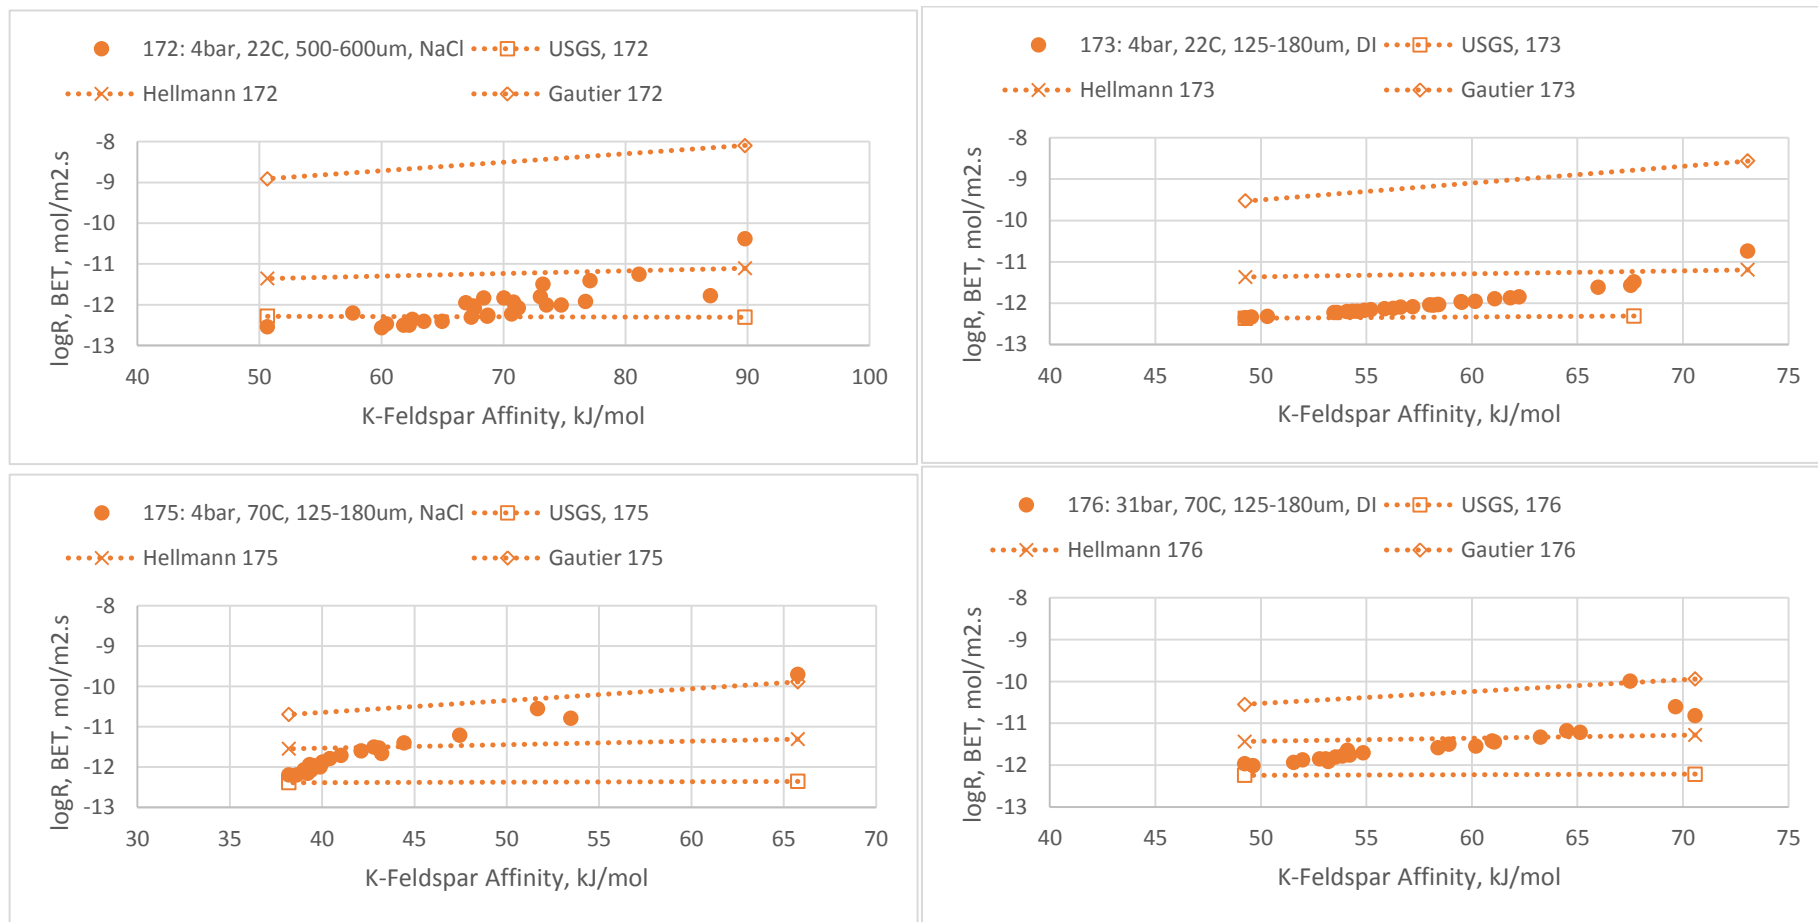 172: 4bar, 22C, 500-600um, NaCl
USGS, 172
Hellmann 172
Gautier 172
logR, BET, mol/m2.s
-8
-9
-10
-11
-12
-13
40 50 60 70 80 90 100
K-Feldspar Affinity, kJ/mol
173: 4bar, 22C, 125-180um, DI
USGS, 173
Hellmann 173
Gautier 173
logR, BET, mol/m2.s
-8
-9
-10
-11
-12
-13
40 45 50 55 60 65 70 75
K-Feldspar Affinity, kJ/mol
175: 4bar, 70C, 125-180um, NaCl
USGS, 175
Hellmann 175
Gautier 175
logR, BET, mol/m2.s
-8
-9
-10
-11
-12
-13
30 35 40 45 50 55 60 65 70
K-Feldspar Affinity, kJ/mol
176: 31bar, 70C, 125-180um, DI
USGS, 176
Hellmann 176
Gautier 176
logR, BET, mol/m2.s
-8
-9
-10
-11
-12
-13
40 45 50 55 60 65 70 75
K-Feldspar Affinity, kJ/mol